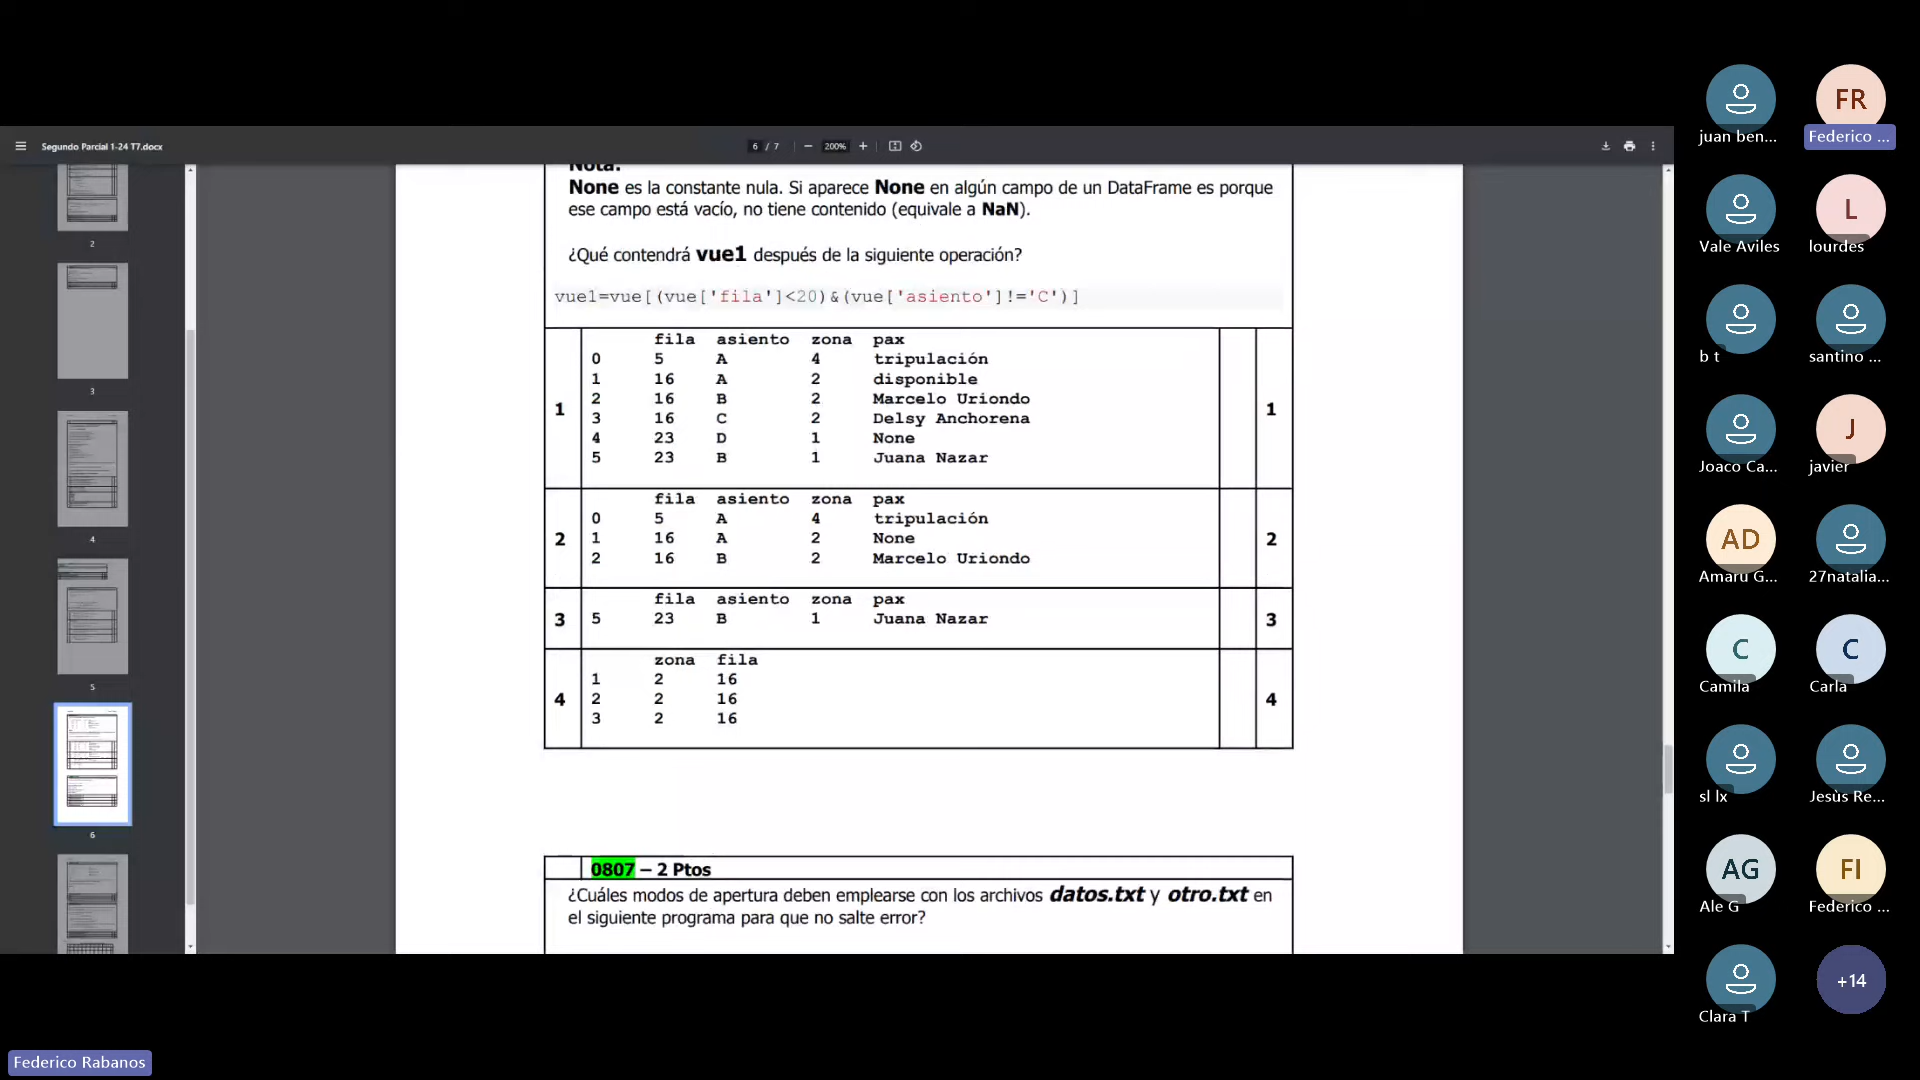 Segundo Parcial 1-24 T7.docx
6 / 7
200%
2
3
4
5
6
Nota:
None es la constante nula. Si aparece None en algún campo de un DataFrame es porque
ese campo está vacío, no tiene contenido (equivale a NaN).
¿Qué contendrá vue1 después de la siguiente operación?
vue1=vue[(vue['fila']<20)&(vue['asiento']!='C')]
1
fila asiento zona pax
0 5 A 4 tripulación
1 16 A 2 disponible
2 16 B 2 Marcelo Uriondo
3 16 C 2 Delsy Anchorena
4 23 D 1 None
5 23 B 1 Juana Nazar
1
2
fila asiento zona pax
0 5 A 4 tripulación
1 16 A 2 None
2 16 B 2 Marcelo Uriondo
2
3
fila asiento zona pax
5 23 B 1 Juana Nazar
3
4
zona fila
1 2 16
2 2 16
3 2 16
4
0807 – 2 Ptos
¿Cuáles modos de apertura deben emplearse con los archivos datos.txt y otro.txt en
el siguiente programa para que no salte error?
juan ben...
FR
Federico ...
Vale Aviles
L
lourdes
b t
santino ...
Joaco Ca...
J
javier
AD
Amaru G...
27natalia...
C
Camila
C
Carla
sl lx
Jesùs Re...
AG
Ale G
FI
Federico ...
Clara T
+14
Federico Rabanos